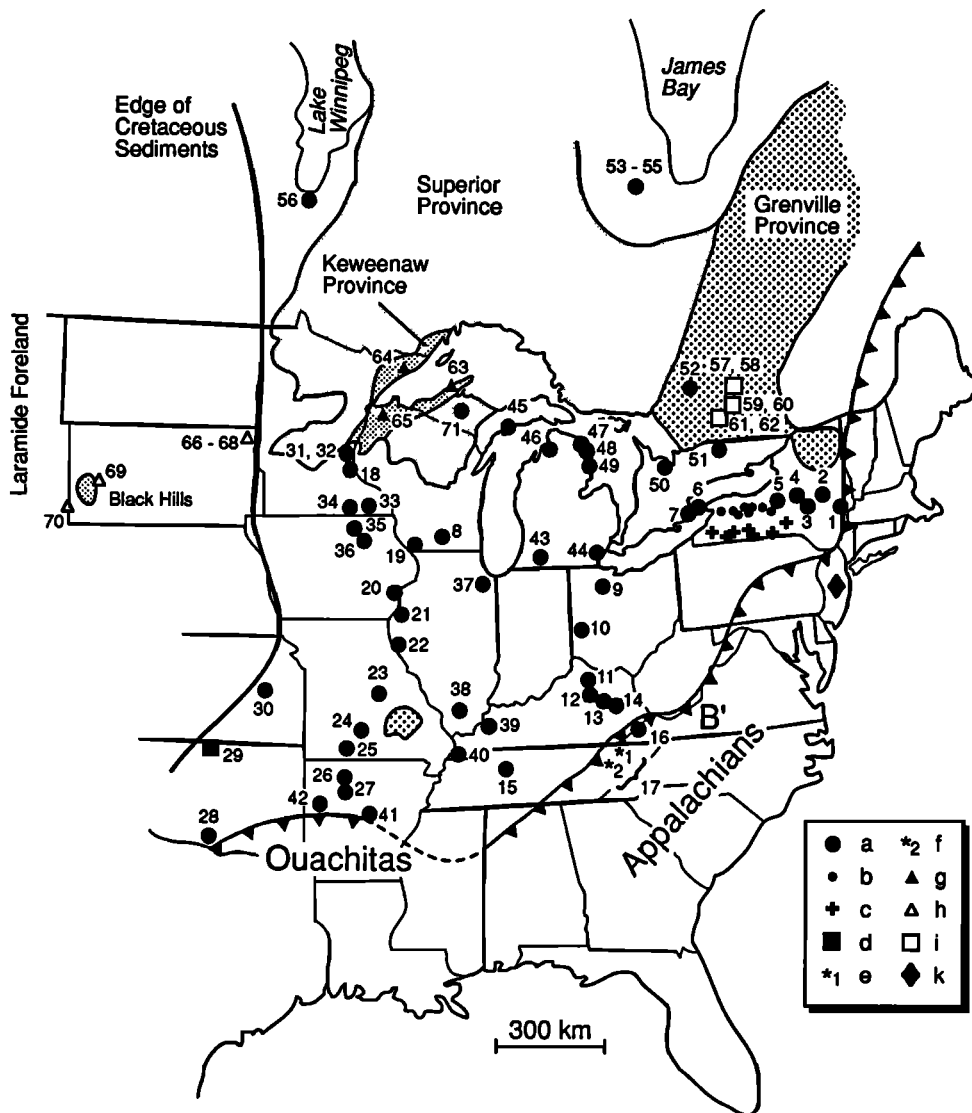 Edge of
Cretaceous
Sediments
Lake
Winnipeg
James
Bay
53 - 55
56
Superior
Province
Grenville
Province
Keweenaw
Province
Laramide Foreland
64
63
52
57, 58
59, 60
61, 62
65
71
45
46
47
48
49
50
51
66 - 68
31, 32
18
69
Black Hills
70
34
33
35
36
19
8
43
44
7
6
5
4
2
3
1
20
21
22
37
9
10
k
23
24
25
38
39
40
11
12
13
14
16
B'
30
29
*1
*2
17
26
27
42
41
15
28
Ouachitas
Appalachians
a
*2 f
b
g
c
h
d
i
*1 e
k
300 km